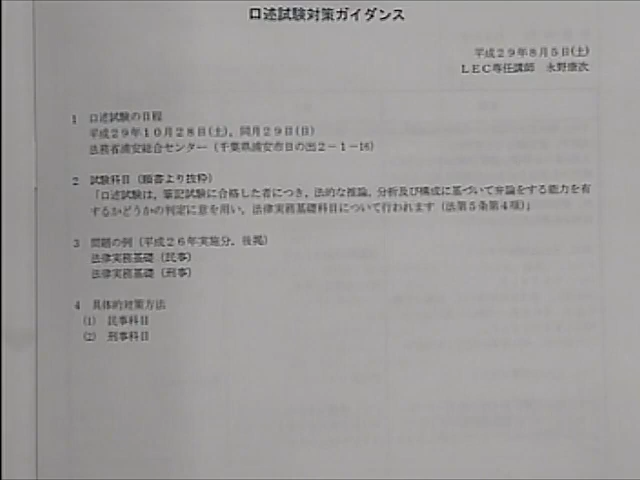 口述試験対策ガイダンス
平成29年8月5日(土)
LEC専任講師　永野康次
1　口述試験の日程
平成29年10月28日(土)、同月29日(日)
法務省浦安総合センター（千葉県浦安市日の出2－1－16）
2　試験科目（願書より抜粋）
「口述試験は、筆記試験に合格した者につき、法的な推論、分析及び構成に基づいて弁論をする能力を有
するかどうかの判定に意を用い、法律実務基礎科目について行われます（法第5条第4項）」
3　問題の例（平成26年実施分、後掲）
法律実務基礎（民事）
法律実務基礎（刑事）
4　具体的対策方法
(1)　民事科目
(2)　刑事科目